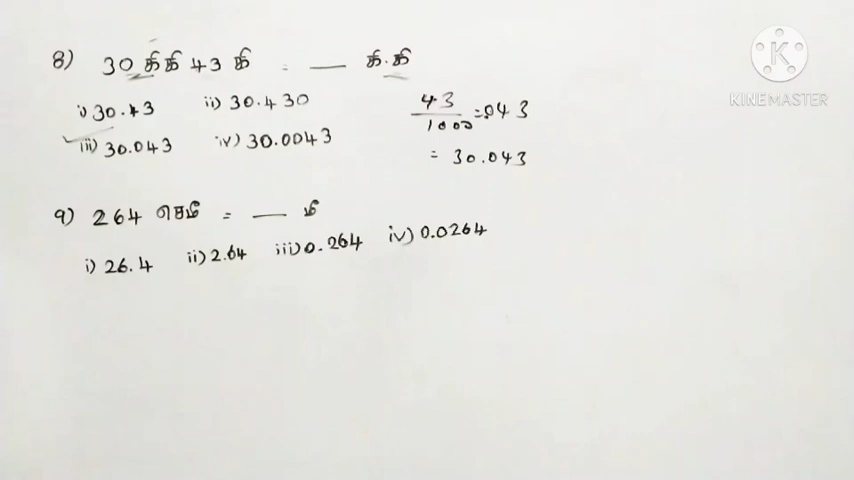 8) 30 கிகி 43 கி = ___ கி.கி
i) 30.43 ii) 30.430
iii) 30.043 iv) 30.0043
43/1000 = .043
= 30.043
9) 264 செமீ = ___ மீ
i) 26.4 ii) 2.64 iii) 0.264 iv) 0.0264
K
KINEMASTER